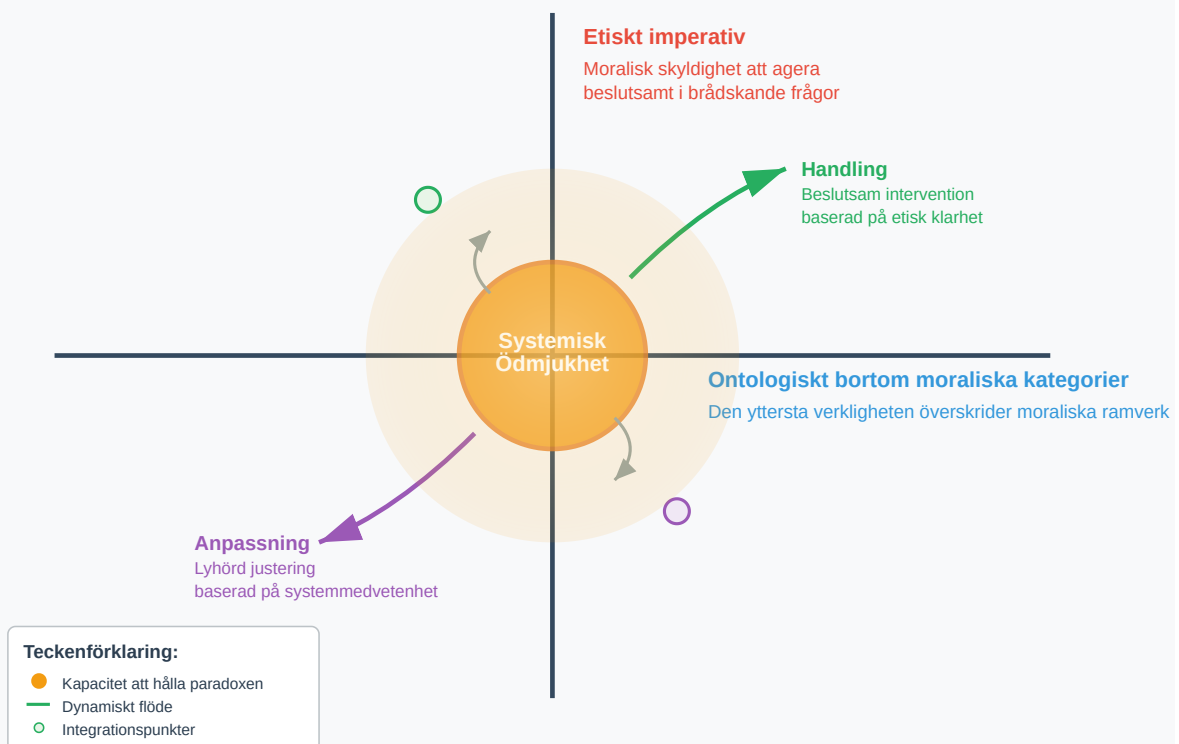 Etiskt imperativ
Moralisk skyldighet att agera
beslutsamt i brådskande frågor
Handling
Beslutsam intervention
baserad på etisk klarhet
Systemisk
Ödmjukhet
Ontologiskt bortom moraliska kategorier
Den yttersta verkligheten överskrider moraliska ramverk
Anpassning
Lyhörd justering
baserad på systemmedvetenhet
Teckenförklaring:
Kapacitet att hålla paradoxen
Dynamiskt flöde
Integrationspunkter